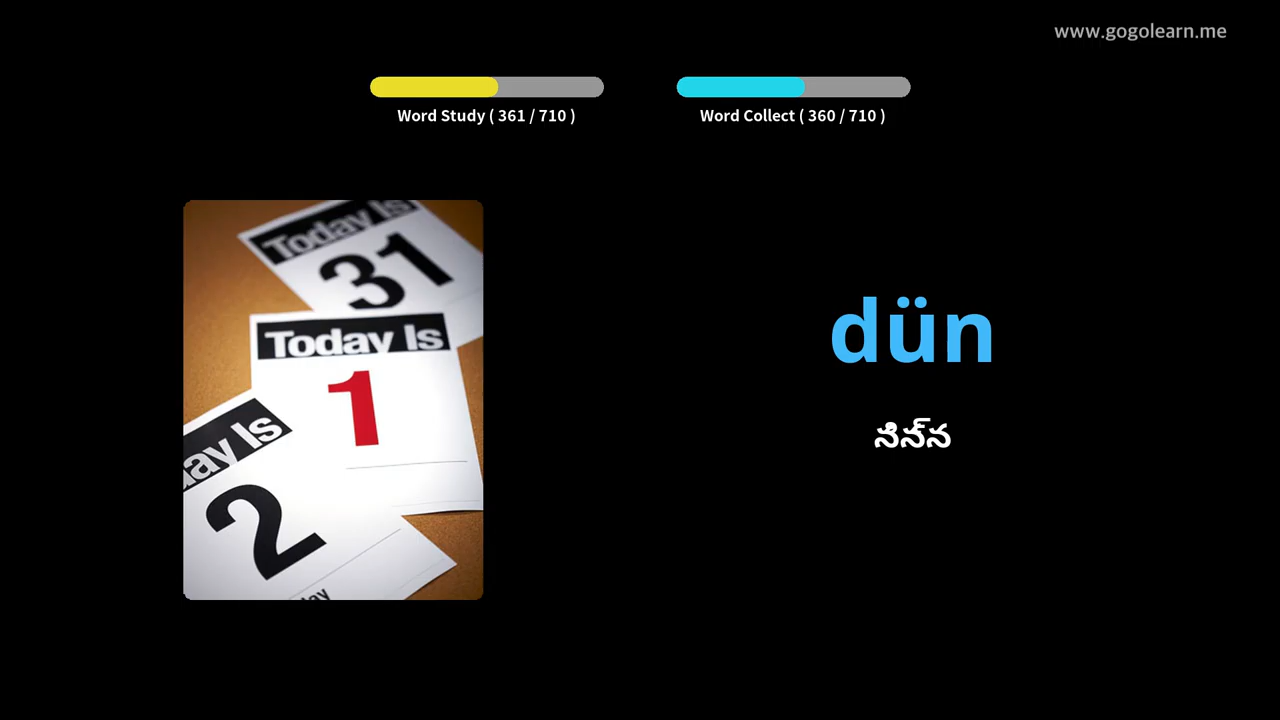 www.gogolearn.me
Word Study ( 361 / 710 )
Word Collect ( 360 / 710 )
Today Is
31
Today Is
1
ay Is
2
dün
నిన్న